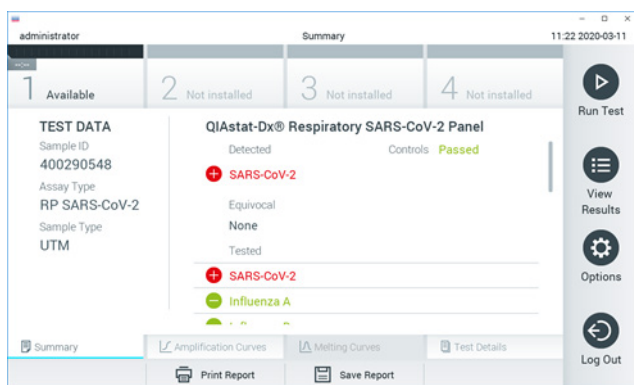 administrator Summary 11:22 2020-03-11
1 Available 2 Not installed 3 Not installed 4 Not installed
Run Test
TEST DATA
Sample ID
400290548
Assay Type
RP SARS-CoV-2
Sample Type
UTM
QIAstat-Dx® Respiratory SARS-CoV-2 Panel
Detected Controls Passed
SARS-CoV-2
Equivocal
None
Tested
SARS-CoV-2
Influenza A
View
Results
Options
Log Out
Summary Amplification Curves Melting Curves Test Details
Print Report Save Report